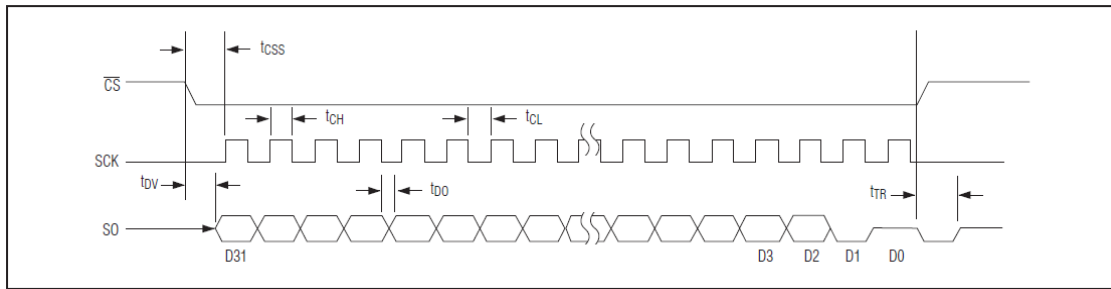 tCSS
CS
tCH
tCL
SCK
tDV
tDO
tTR
SO
D31
D3
D2
D1
D0